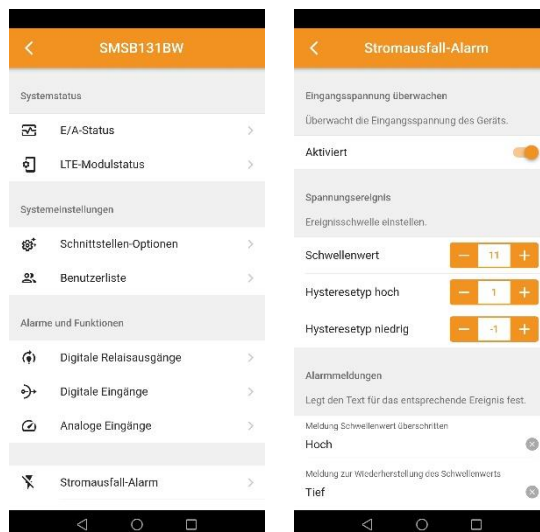 SMSB131BW
Systemstatus
E/A-Status
LTE-Modulstatus
Systemeinstellungen
Schnittstellen-Optionen
Benutzerliste
Alarme und Funktionen
Digitale Relaisausgänge
Digitale Eingänge
Analoge Eingänge
Stromausfall-Alarm
Stromausfall-Alarm
Eingangsspannung überwachen
Überwacht die Eingangsspannung des Geräts.
Aktiviert
Spannungsereignis
Ereignisschwelle einstellen.
Schwellenwert − 11 +
Hysteresetyp hoch − 1 +
Hysteresetyp niedrig − -1 +
Alarmmeldungen
Legt den Text für das entsprechende Ereignis fest.
Meldung Schwellenwert überschritten
Hoch
Meldung zur Wiederherstellung des Schwellenwerts
Tief